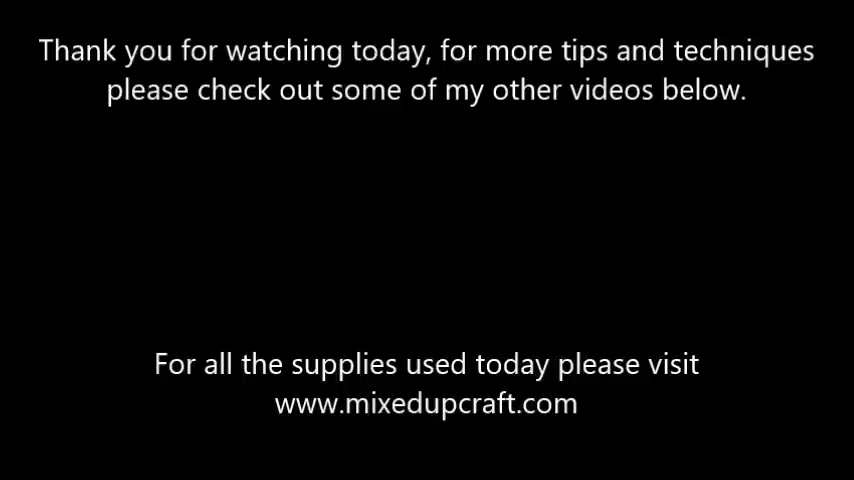 Thank you for watching today, for more tips and techniques
please check out some of my other videos below.
For all the supplies used today please visit
www.mixedupcraft.com